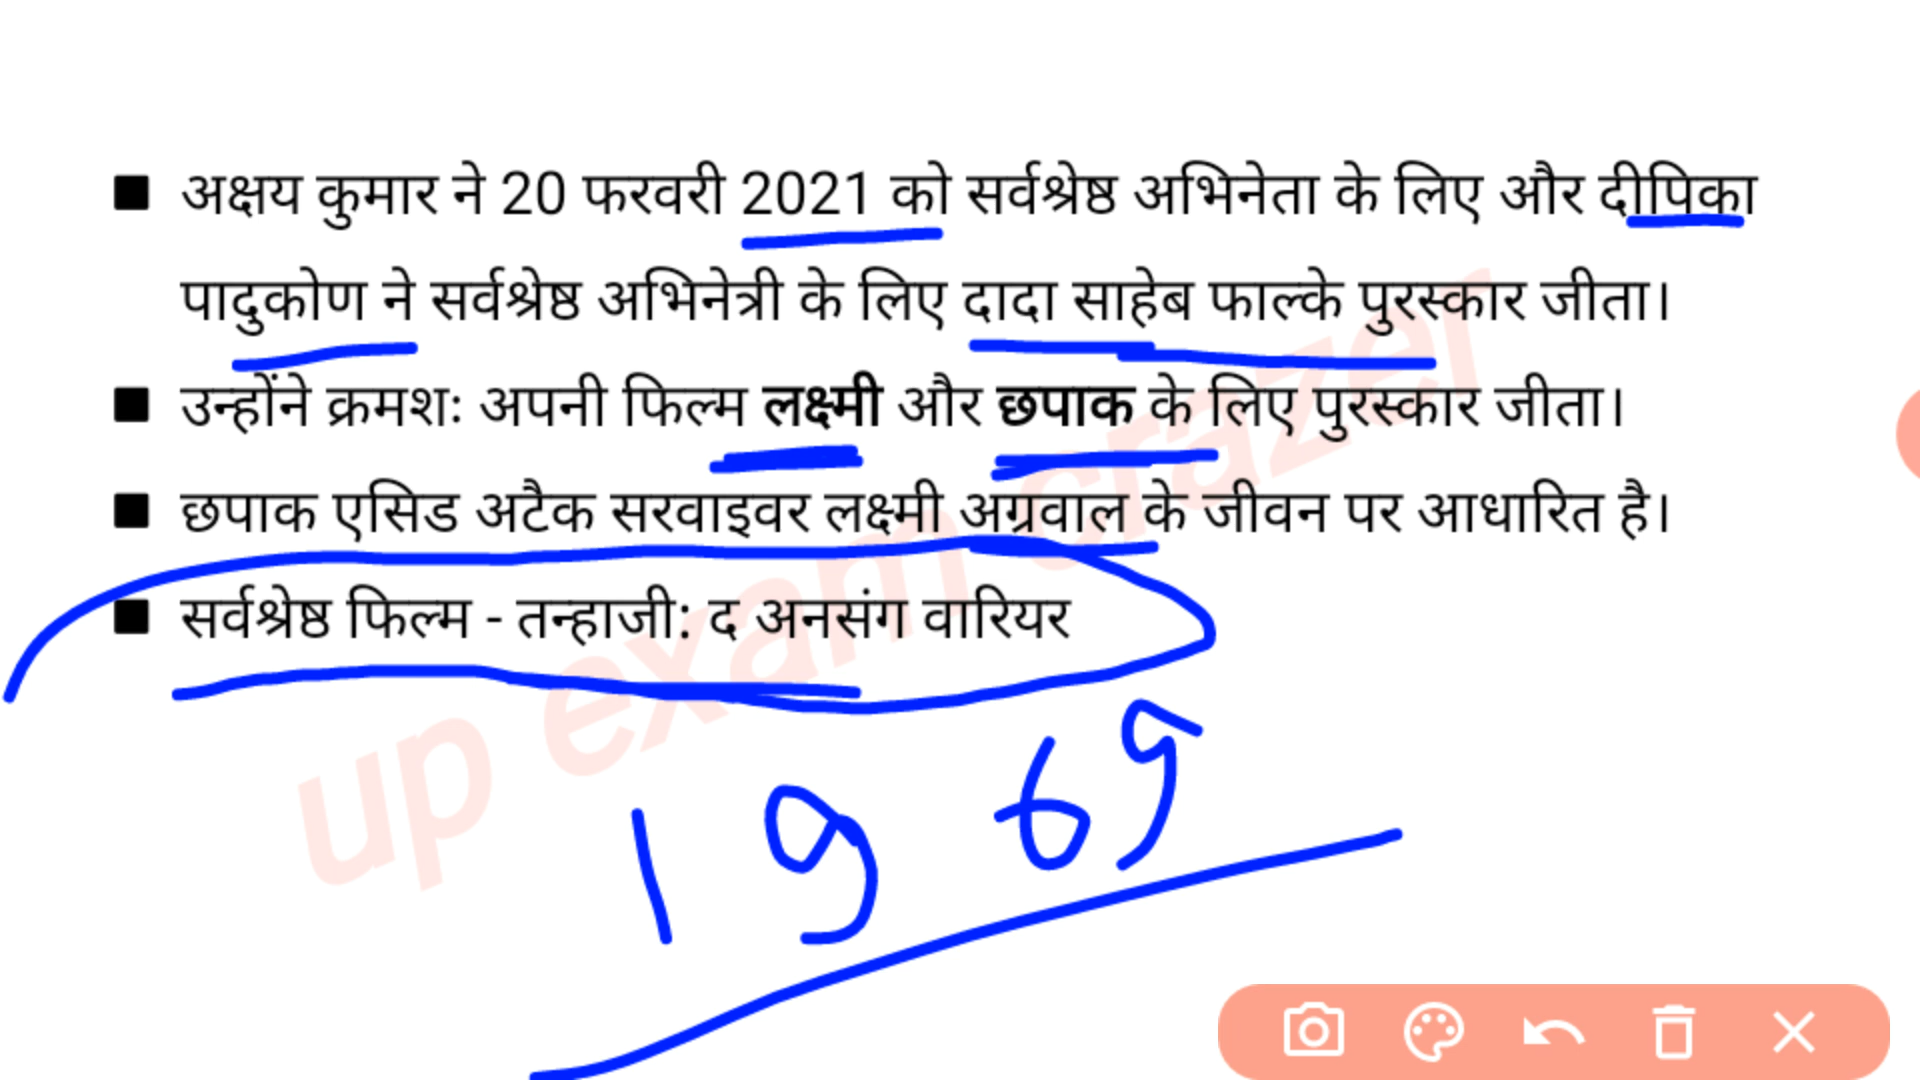 ■ अक्षय कुमार ने 20 फरवरी 2021 को सर्वश्रेष्ठ अभिनेता के लिए और दीपिका
पादुकोण ने सर्वश्रेष्ठ अभिनेत्री के लिए दादा साहेब फाल्के पुरस्कार जीता।
■ उन्होंने क्रमशः अपनी फिल्म लक्ष्मी और छपाक के लिए पुरस्कार जीता।
■ छपाक एसिड अटैक सरवाइवर लक्ष्मी अग्रवाल के जीवन पर आधारित है।
■ सर्वश्रेष्ठ फिल्म - तन्हाजी: द अनसंग वारियर
up exam crazer
1969